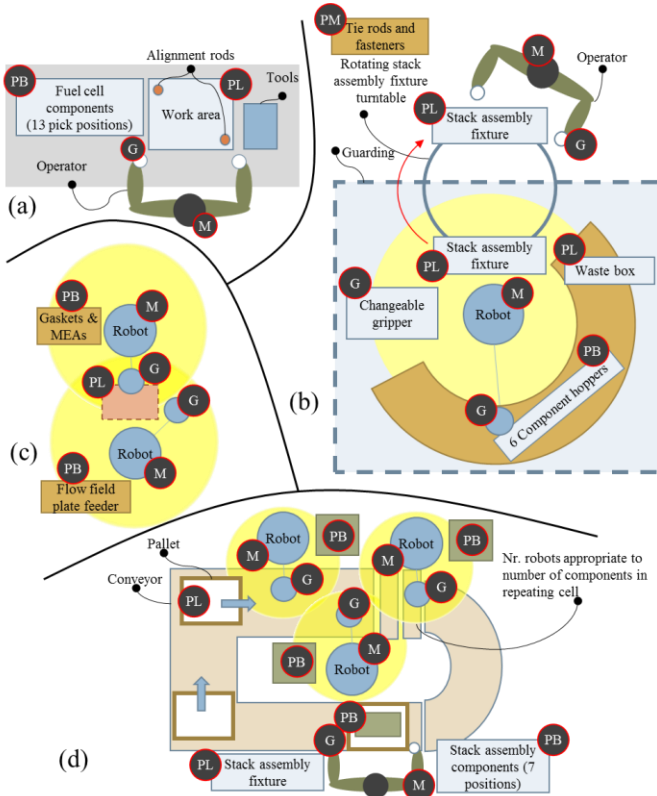 PB
Fuel cell
components
(13 pick positions)
Alignment rods
Work area
PL
Tools
G
Operator
M
(a)
PM
Tie rods and
fasteners
Rotating stack
assembly fixture
turntable
PL
Stack assembly
fixture
M
Operator
G
Guarding
Stack assembly
fixture
PL
PL
Waste box
G
Changeable
gripper
M
Robot
PB
G
6 Component hoppers
(b)
PB
Gaskets &
MEAs
M
Robot
PL
G
G
PB
Flow field
plate feeder
Robot
M
(c)
Pallet
Conveyor
PL
Robot
PB
M
G
Robot
PB
M
G
Nr. robots appropriate to
number of components in
repeating cell
G
M
PB
Robot
PB
G
PL
Stack assembly
fixture
M
Stack assembly
components (7
positions)
PB
(d)